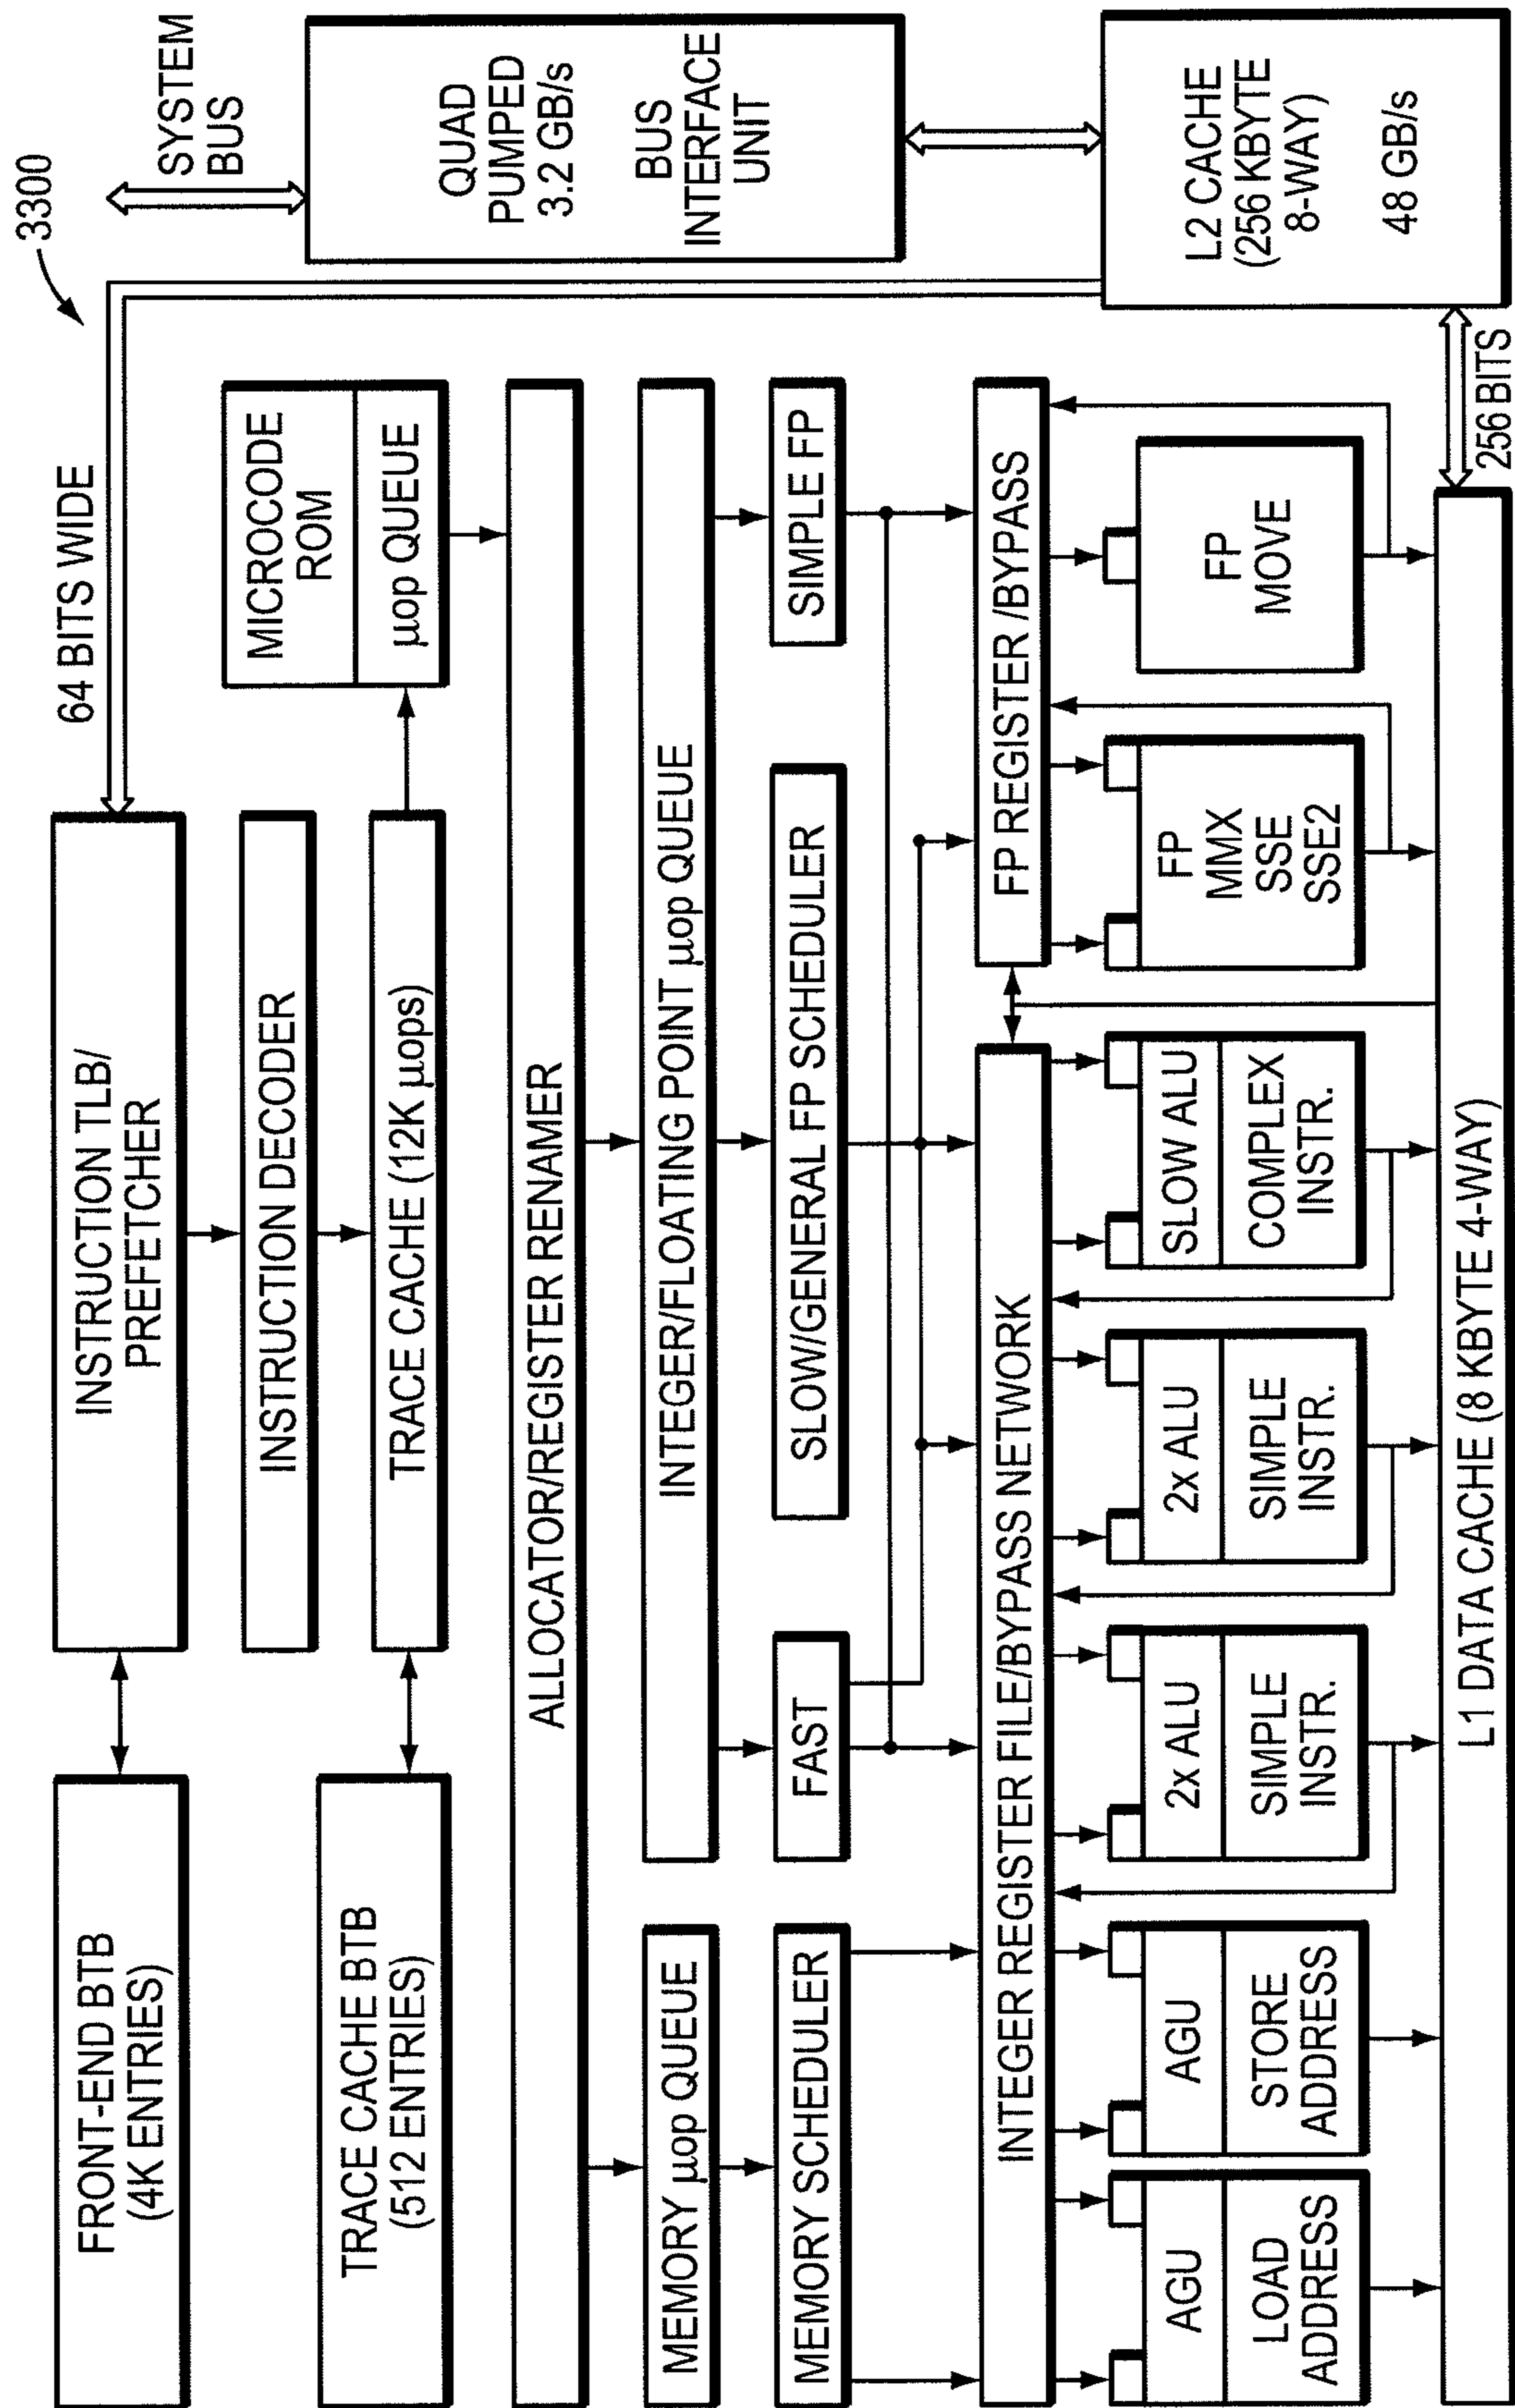 3300
SYSTEM
BUS
64 BITS WIDE
FRONT-END BTB
(4K ENTRIES)
INSTRUCTION TLB/
PREFETCHER
QUAD
PUMPED
3.2 GB/s
BUS
INTERFACE
UNIT
INSTRUCTION DECODER
MICROCODE
ROM
TRACE CACHE BTB
(512 ENTRIES)
TRACE CACHE (12K µops)
µop QUEUE
ALLOCATOR/REGISTER RENAMER
MEMORY µop QUEUE
INTEGER/FLOATING POINT µop QUEUE
MEMORY SCHEDULER
FAST
SLOW/GENERAL FP SCHEDULER
SIMPLE FP
INTEGER REGISTER FILE/BYPASS NETWORK
FP REGISTER /BYPASS
AGU
LOAD
ADDRESS
AGU
STORE
ADDRESS
2x ALU
SIMPLE
INSTR.
2x ALU
SIMPLE
INSTR.
SLOW ALU
COMPLEX
INSTR.
FP
MMX
SSE
SSE2
FP
MOVE
L2 CACHE
(256 KBYTE
8-WAY)
48 GB/s
L1 DATA CACHE (8 KBYTE 4-WAY)
256 BITS